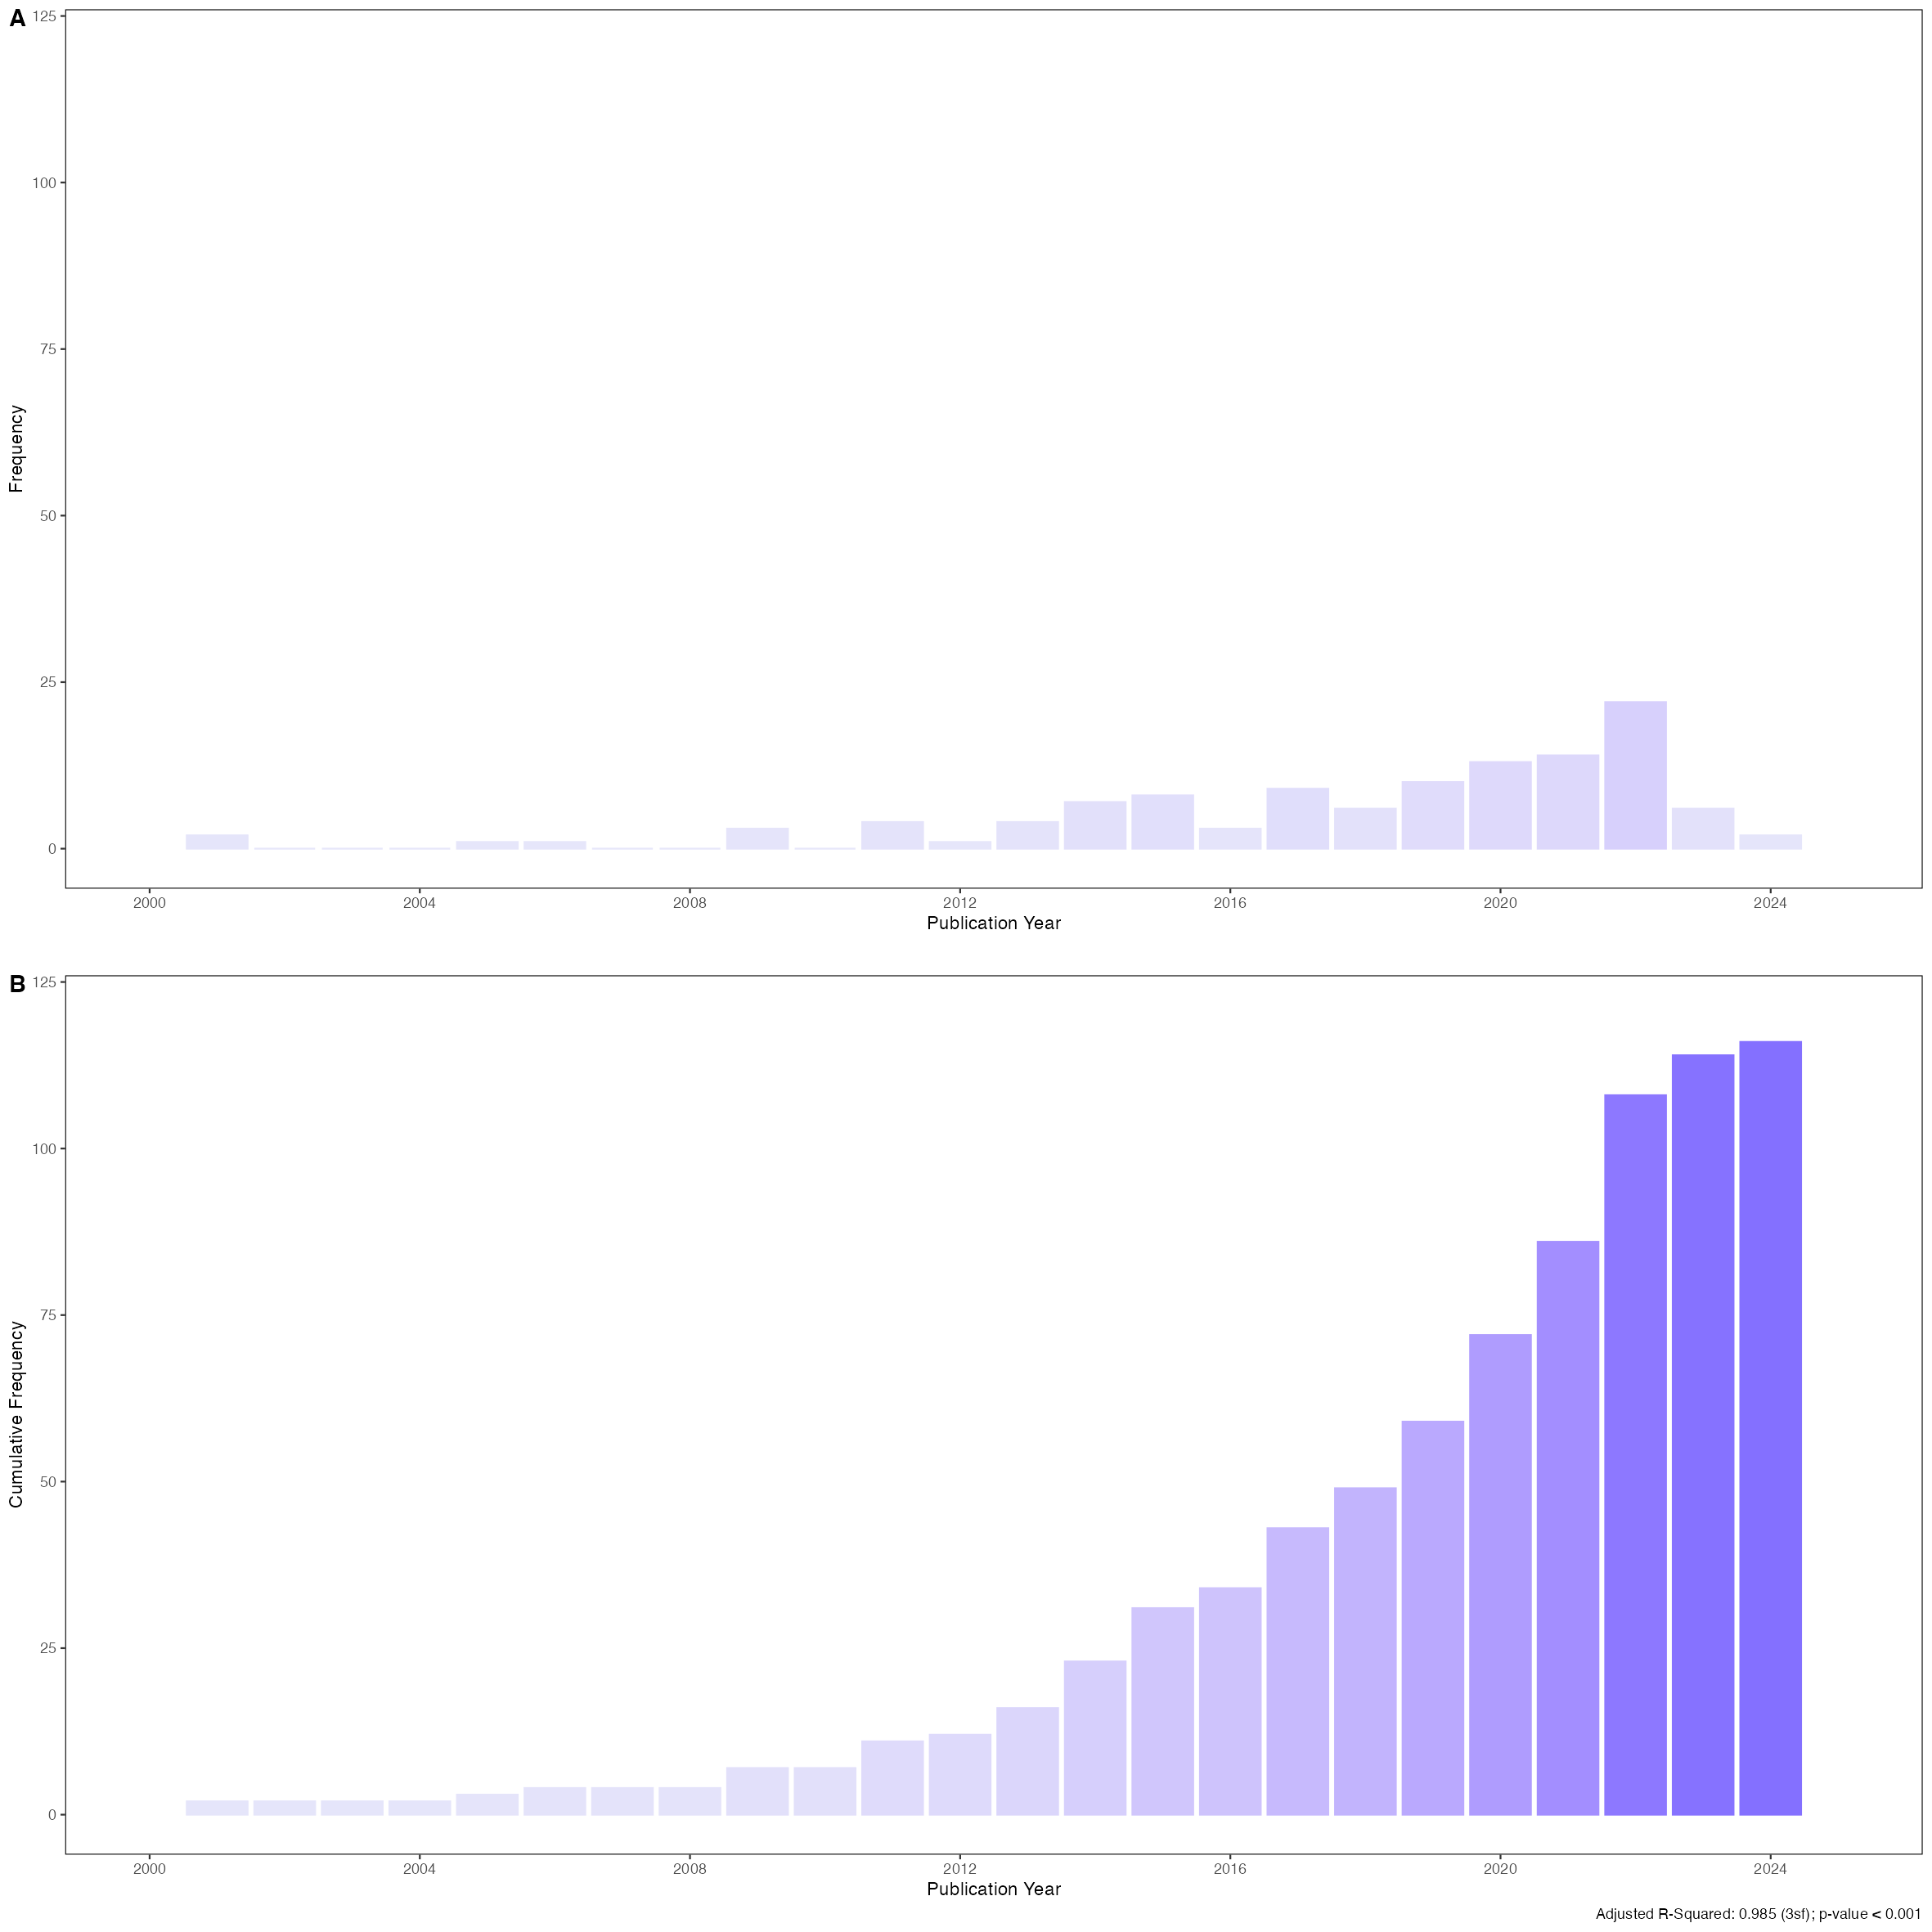 A
125
100
75
50
25
0
Frequency
2000 2004 2008 2012 2016 2020 2024
Publication Year
B
125
100
75
50
25
0
Cumulative Frequency
2000 2004 2008 2012 2016 2020 2024
Publication Year
Adjusted R-Squared: 0.985 (3sf); p-value < 0.001